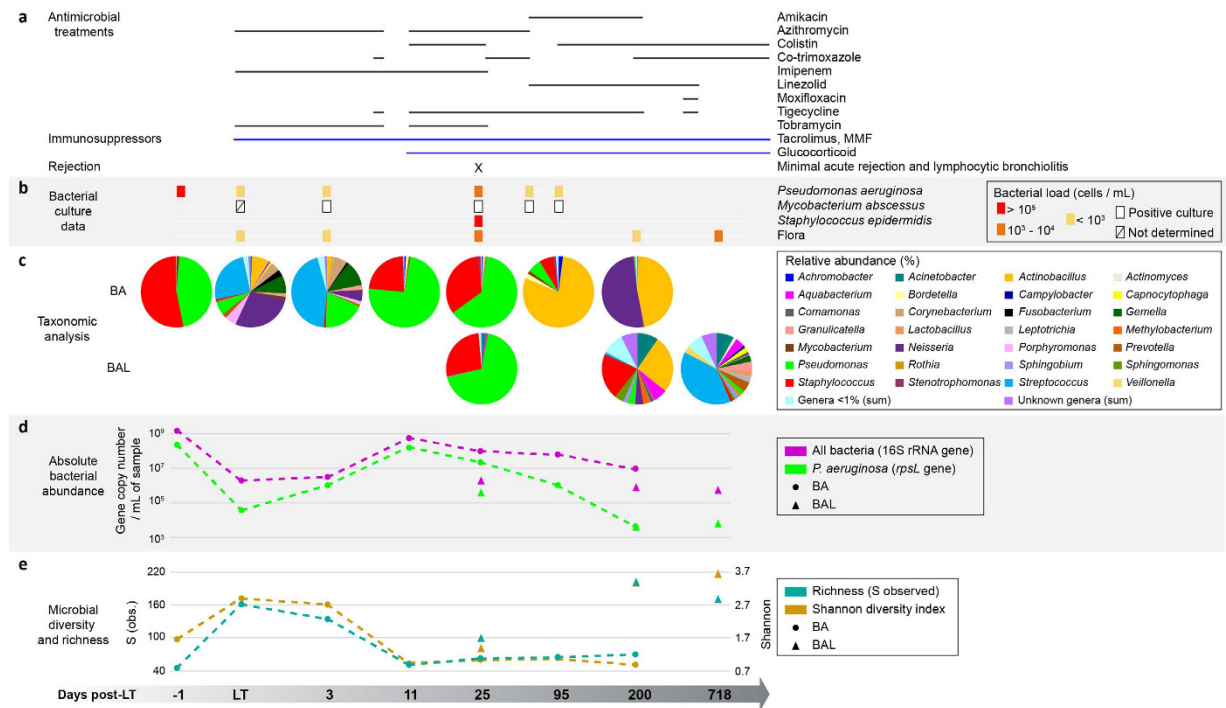 a
Antimicrobial
treatments
Amikacin
Azithromycin
Colistin
Co-trimoxazole
Imipenem
Linezolid
Moxifloxacin
Tigecycline
Tobramycin
Immunosuppressors
Tacrolimus, MMF
Glucocorticoid
Rejection
X
Minimal acute rejection and lymphocytic bronchiolitis
b
Bacterial
culture
data
Pseudomonas aeruginosa
Mycobacterium abscessus
Staphylococcus epidermidis
Flora
Bacterial load (cells / mL)
> 10⁶
< 10³
10³ - 10⁴
Positive culture
Not determined
c
BA
Taxonomic
analysis
BAL
Relative abundance (%)
Achromobacter Acinetobacter Actinobacillus Actinomyces
Aquabacterium Bordetella Campylobacter Capnocytophaga
Comamonas Corynebacterium Fusobacterium Gemella
Granulicatella Lactobacillus Leptotrichia Methylobacterium
Mycobacterium Neisseria Porphyromonas Prevotella
Pseudomonas Rothia Sphingobium Sphingomonas
Staphylococcus Stenotrophomonas Streptococcus Veillonella
Genera <1% (sum) Unknown genera (sum)
d
Absolute
bacterial
abundance
Gene copy number
/ mL of sample
10⁹
10⁷
10⁵
10³
All bacteria (16S rRNA gene)
P. aeruginosa (rpsL gene)
BA
BAL
e
Microbial
diversity
and richness
S (obs.)
220
160
100
40
3.7
2.7
1.7
0.7
Shannon
Richness (S observed)
Shannon diversity index
BA
BAL
Days post-LT -1 LT 3 11 25 95 200 718